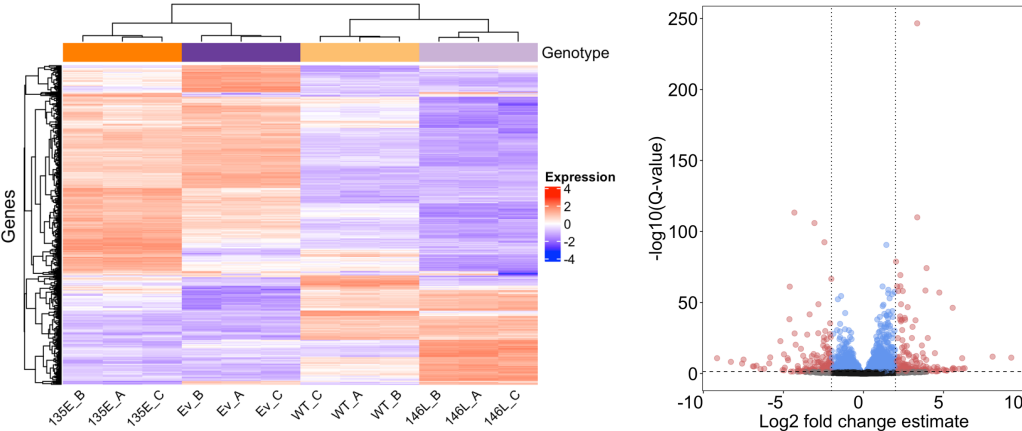 Genotype
Genes
Expression
4
2
0
-2
-4
135E_B
135E_A
135E_C
Ev_B
Ev_A
Ev_C
WT_C
WT_A
WT_B
146L_B
146L_A
146L_C
-log10(Q-value)
250
200
150
100
50
0
-10
-5
0
5
10
Log2 fold change estimate